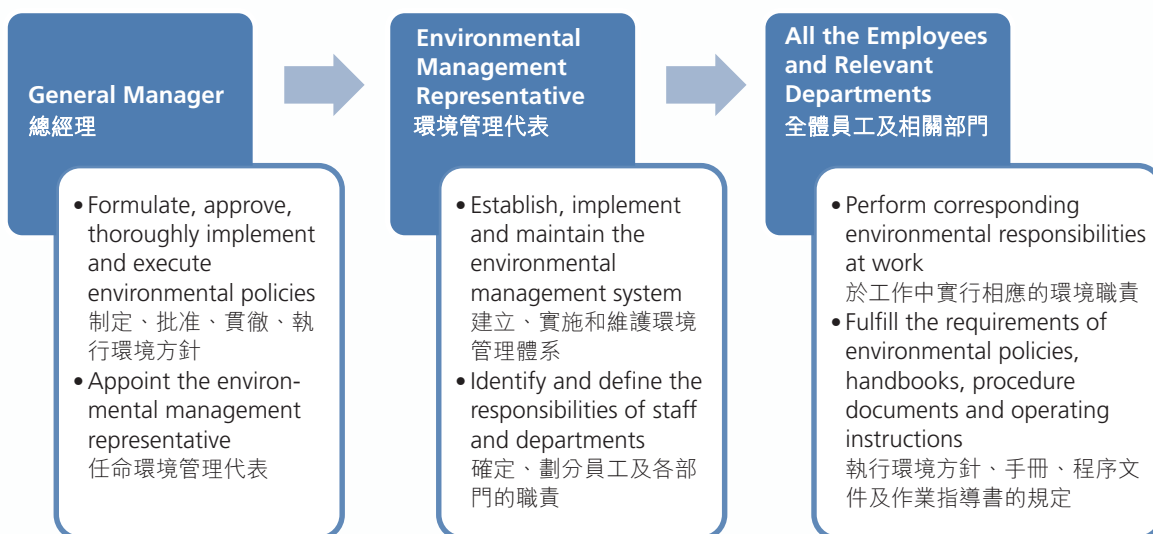 General Manager
總經理
• Formulate, approve,
thoroughly implement
and execute
environmental policies
制定、批准、貫徹、執
行環境方針
• Appoint the environ-
mental management
representative
任命環境管理代表
Environmental
Management
Representative
環境管理代表
• Establish, implement
and maintain the
environmental
management system
建立、實施和維護環境
管理體系
• Identify and define the
responsibilities of staff
and departments
確定、劃分員工及各部
門的職責
All the Employees
and Relevant
Departments
全體員工及相關部門
• Perform corresponding
environmental responsibilities
at work
於工作中實行相應的環境職責
• Fulfill the requirements of
environmental policies,
handbooks, procedure
documents and operating
instructions
執行環境方針、手冊、程序文
件及作業指導書的規定